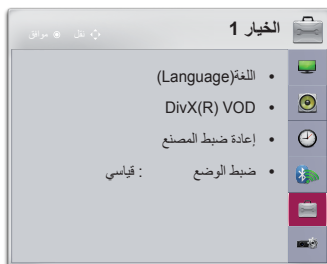 الخيار 1
نقل موافق
اللغة(Language)
DivX(R) VOD
إعادة ضبط المصنع
ضبط الوضع : قياسي